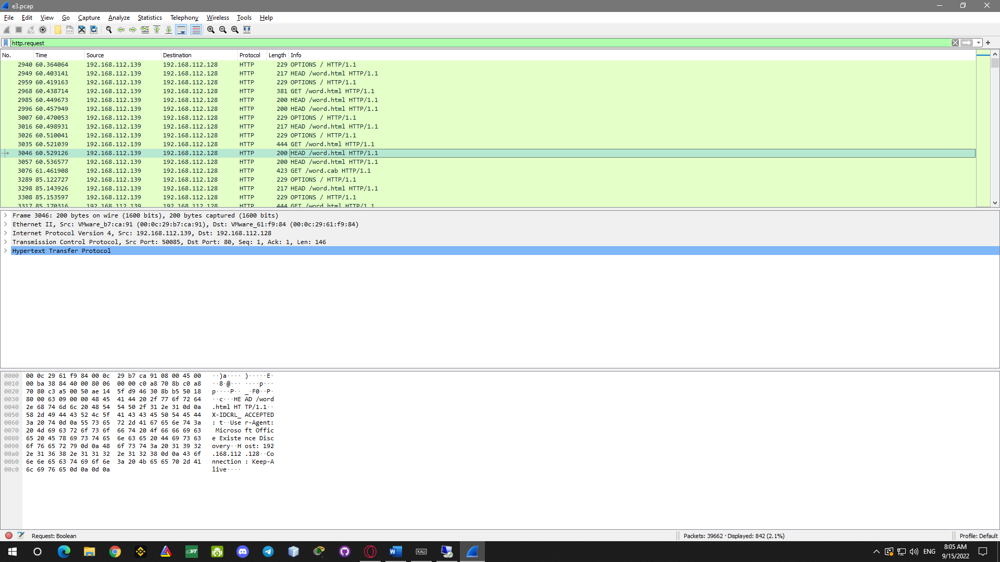 e3.pcap
File Edit View Go Capture Analyze Statistics Telephony Wireless Tools Help
http.request
No. Time Source Destination Protocol Length Info
2940 60.364064 192.168.112.139 192.168.112.128 HTTP 229 OPTIONS / HTTP/1.1
2949 60.403141 192.168.112.139 192.168.112.128 HTTP 217 HEAD /word.html HTTP/1.1
2959 60.419163 192.168.112.139 192.168.112.128 HTTP 229 OPTIONS / HTTP/1.1
2968 60.438714 192.168.112.139 192.168.112.128 HTTP 381 GET /word.html HTTP/1.1
2985 60.449673 192.168.112.139 192.168.112.128 HTTP 200 HEAD /word.html HTTP/1.1
2996 60.457949 192.168.112.139 192.168.112.128 HTTP 200 HEAD /word.html HTTP/1.1
3007 60.470053 192.168.112.139 192.168.112.128 HTTP 229 OPTIONS / HTTP/1.1
3016 60.498931 192.168.112.139 192.168.112.128 HTTP 217 HEAD /word.html HTTP/1.1
3026 60.510041 192.168.112.139 192.168.112.128 HTTP 229 OPTIONS / HTTP/1.1
3035 60.521039 192.168.112.139 192.168.112.128 HTTP 444 GET /word.html HTTP/1.1
3046 60.529126 192.168.112.139 192.168.112.128 HTTP 200 HEAD /word.html HTTP/1.1
3057 60.536577 192.168.112.139 192.168.112.128 HTTP 200 HEAD /word.html HTTP/1.1
3076 61.461908 192.168.112.139 192.168.112.128 HTTP 423 GET /word.cab HTTP/1.1
3289 85.122727 192.168.112.139 192.168.112.128 HTTP 229 OPTIONS / HTTP/1.1
3298 85.143926 192.168.112.139 192.168.112.128 HTTP 217 HEAD /word.html HTTP/1.1
3308 85.153597 192.168.112.139 192.168.112.128 HTTP 229 OPTIONS / HTTP/1.1
3317 85.170316 192.168.112.139 192.168.112.128 HTTP 444 GET /word.html HTTP/1.1
Frame 3046: 200 bytes on wire (1600 bits), 200 bytes captured (1600 bits)
Ethernet II, Src: VMware_b7:ca:91 (00:0c:29:b7:ca:91), Dst: VMware_61:f9:84 (00:0c:29:61:f9:84)
Internet Protocol Version 4, Src: 192.168.112.139, Dst: 192.168.112.128
Transmission Control Protocol, Src Port: 50085, Dst Port: 80, Seq: 1, Ack: 1, Len: 146
Hypertext Transfer Protocol
0000 00 0c 29 61 f9 84 00 0c 29 b7 ca 91 08 00 45 00 ··)a···· )·····E·
0010 00 ba 38 84 40 00 80 06 00 00 c0 a8 70 8b c0 a8 ··8·@··· ····p···
0020 70 80 c3 a5 00 50 ae 14 5f d9 46 30 8b b5 50 18 p····P·· _·F0··P·
0030 80 00 63 09 00 00 48 45 41 44 20 2f 77 6f 72 64 ··c···HE AD /word
0040 2e 68 74 6d 6c 20 48 54 54 50 2f 31 2e 31 0d 0a .html HT TP/1.1··
0050 58 2d 49 44 43 52 4c 5f 41 43 43 45 50 54 45 44 X-IDCRL_ ACCEPTED
0060 3a 20 74 0d 0a 55 73 65 72 2d 41 67 65 6e 74 3a : t··Use r-Agent:
0070 20 4d 69 63 72 6f 73 6f 66 74 20 4f 66 66 69 63 Microso ft Offic
0080 65 20 45 78 69 73 74 65 6e 63 65 20 44 69 73 63 e Existe nce Disc
0090 6f 76 65 72 79 0d 0a 48 6f 73 74 3a 20 31 39 32 overy··H ost: 192
00a0 2e 31 36 38 2e 31 31 32 2e 31 32 38 0d 0a 43 6f .168.112 .128··Co
00b0 6e 6e 65 63 74 69 6f 6e 3a 20 4b 65 65 70 2d 41 nnection : Keep-A
00c0 6c 69 76 65 0d 0a 0d 0a live····
Request: Boolean Packets: 39662 · Displayed: 842 (2.1%) Profile: Default
JFT KALI ENG 8:05 AM
9/15/2022